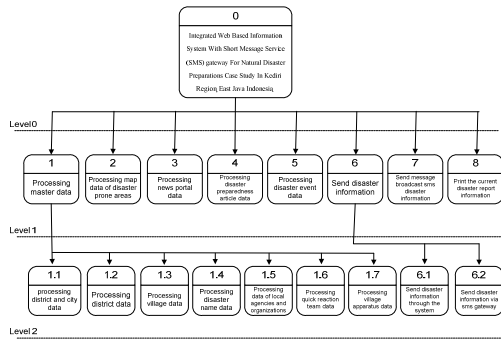 0
Integrated Web Based Information
System With Short Message Service
(SMS) gateway For Natural Disaster
Preparations Case Study In Kediri
Region, East Java Indonesia,
Level 0
1
Processing
master data
2
Processing map
data of disaster
prone areas
3
Processing
news portal
data
4
Processing
disaster
preparedness
article data
5
Processing
disaster event
data
6
Send disaster
information
7
Send message
broadcast sms
disaster
information
8
Print the current
disaster report
information
Level 1
1.1
processing
district and city
data
1.2
Processing
district data
1.3
Processing
village data
1.4
Processing
disaster
name data
1.5
Processing
data of local
agencies and
organizations
1.6
Processing
quick reaction
team data
1.7
Processing
village
apparatus data
6.1
Send disaster
information
through the
system
6.2
Send disaster
information via
sms gateway
Level 2